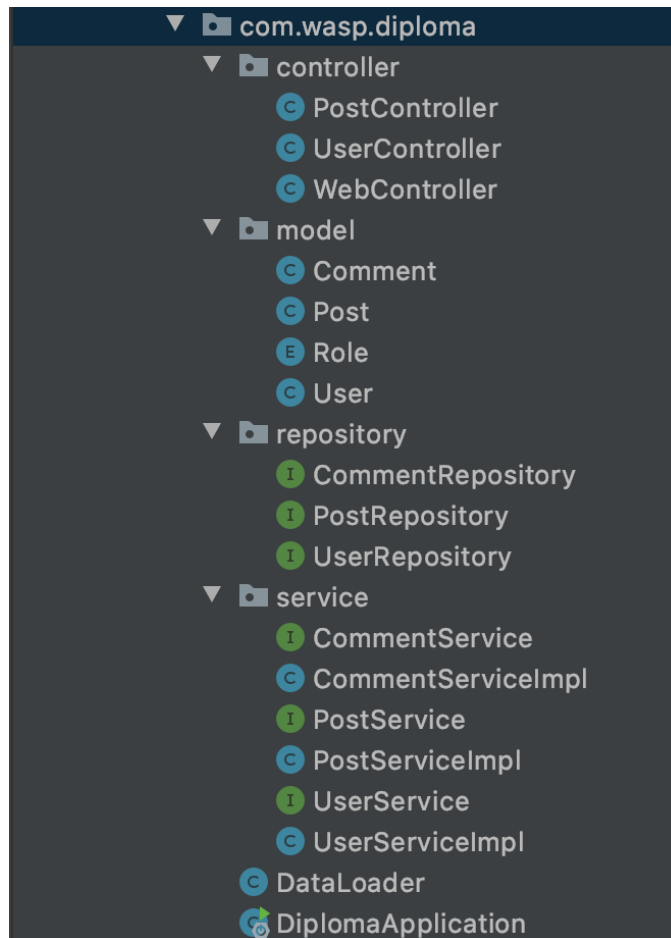 com.wasp.diploma
controller
C PostController
C UserController
C WebController
model
C Comment
C Post
E Role
C User
repository
I CommentRepository
I PostRepository
I UserRepository
service
I CommentService
C CommentServiceImpl
I PostService
C PostServiceImpl
I UserService
C UserServiceImpl
C DataLoader
C DiplomaApplication